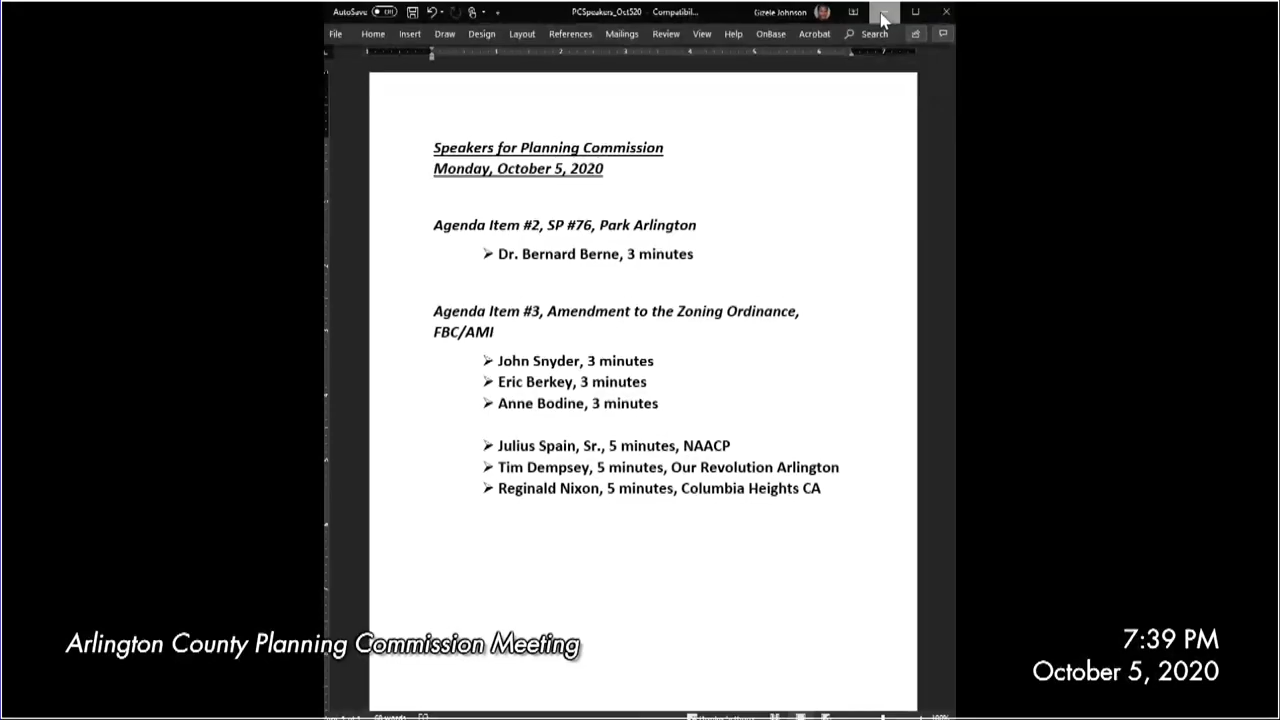 AutoSave Off PCSpeakers_Oct520 - Compatibil... Gizele Johnson
File Home Insert Draw Design Layout References Mailings Review View Help OnBase Acrobat Search
Speakers for Planning Commission
Monday, October 5, 2020
Agenda Item #2, SP #76, Park Arlington
➢ Dr. Bernard Berne, 3 minutes
Agenda Item #3, Amendment to the Zoning Ordinance,
FBC/AMI
➢ John Snyder, 3 minutes
➢ Eric Berkey, 3 minutes
➢ Anne Bodine, 3 minutes
➢ Julius Spain, Sr., 5 minutes, NAACP
➢ Tim Dempsey, 5 minutes, Our Revolution Arlington
➢ Reginald Nixon, 5 minutes, Columbia Heights CA
Arlington County Planning Commission Meeting
7:39 PM
October 5, 2020